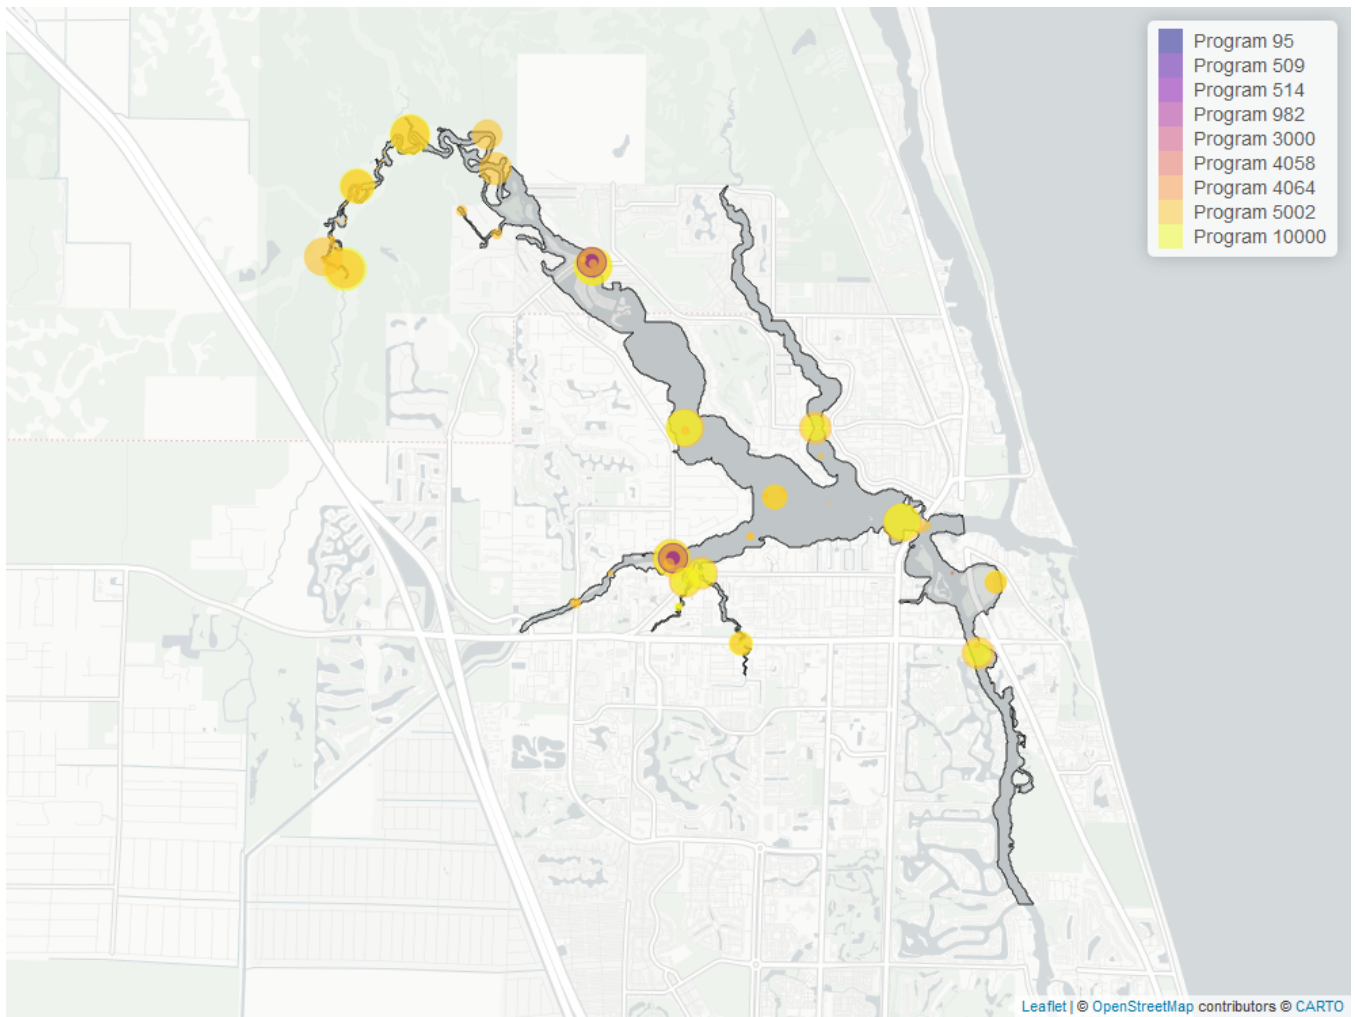 Program 95
Program 509
Program 514
Program 982
Program 3000
Program 4058
Program 4064
Program 5002
Program 10000
Leaflet | © OpenStreetMap contributors © CARTO